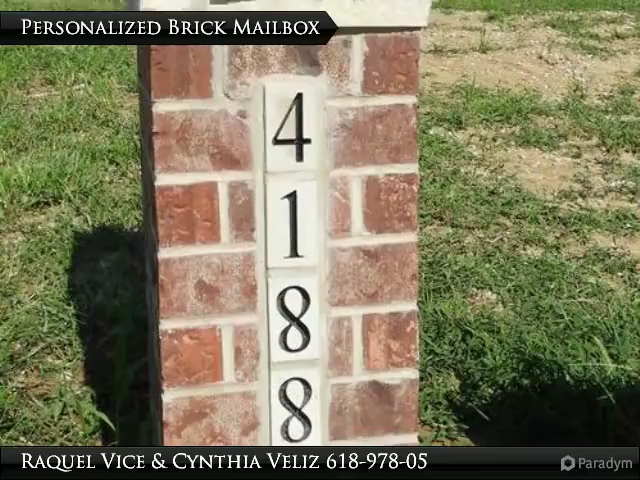 Personalized Brick Mailbox
4
1
8
8
Raquel Vice & Cynthia Veliz 618-978-05
Paradym